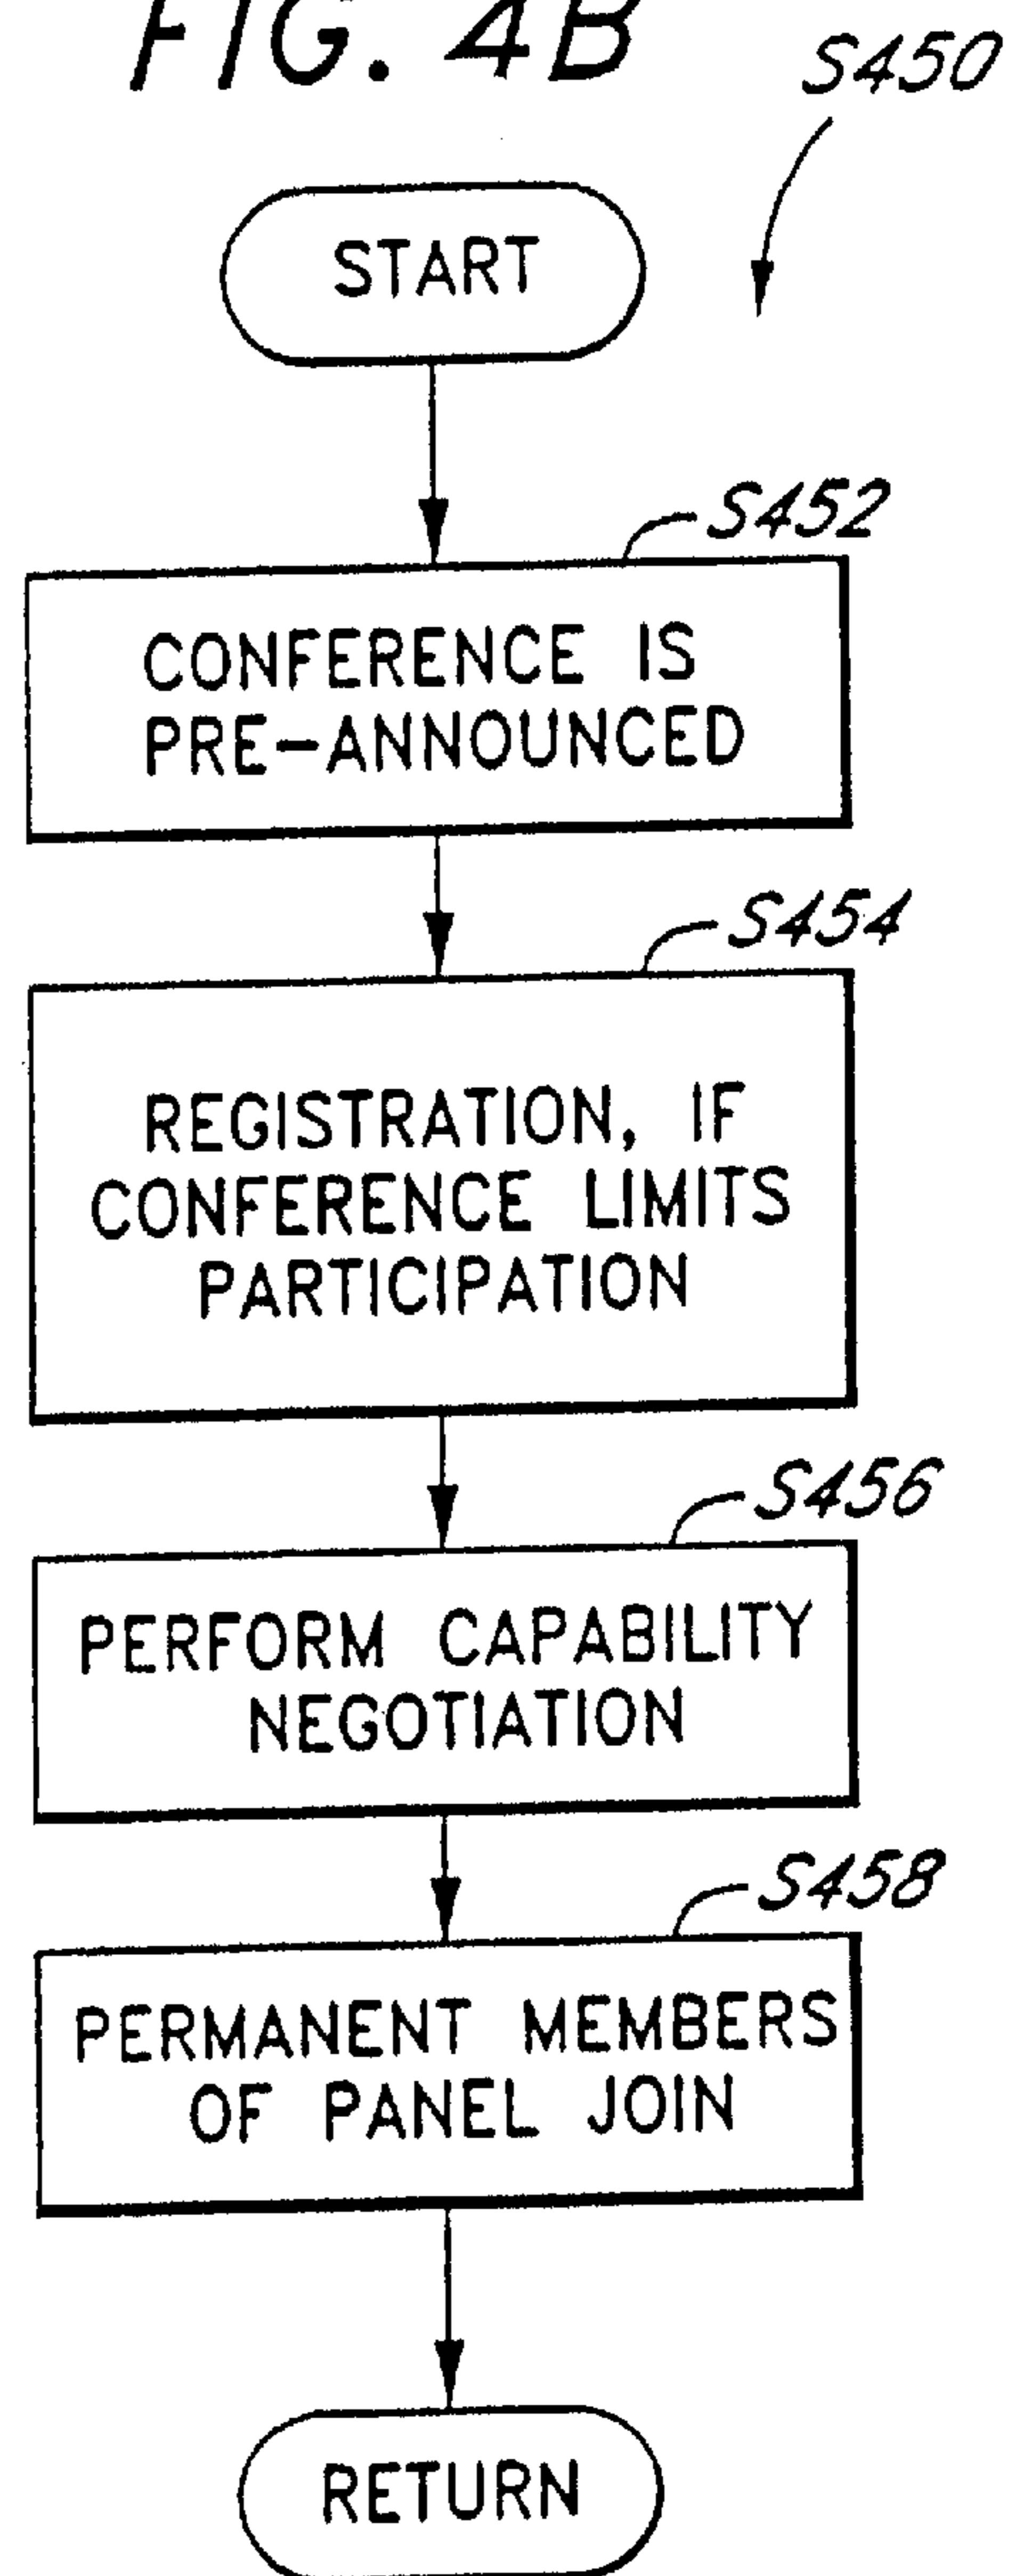 FIG. 4B
S450
START
S452
CONFERENCE IS
PRE-ANNOUNCED
S454
REGISTRATION, IF
CONFERENCE LIMITS
PARTICIPATION
S456
PERFORM CAPABILITY
NEGOTIATION
S458
PERMANENT MEMBERS
OF PANEL JOIN
RETURN